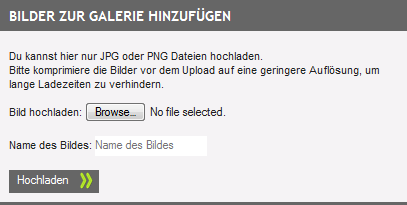 BILDER ZUR GALERIE HINZUFÜGEN
Du kannst hier nur JPG oder PNG Dateien hochladen.
Bitte komprimiere die Bilder vor dem Upload auf eine geringere Auflösung, um
lange Ladezeiten zu verhindern.
Bild hochladen: Browse... No file selected.
Name des Bildes: Name des Bildes
Hochladen